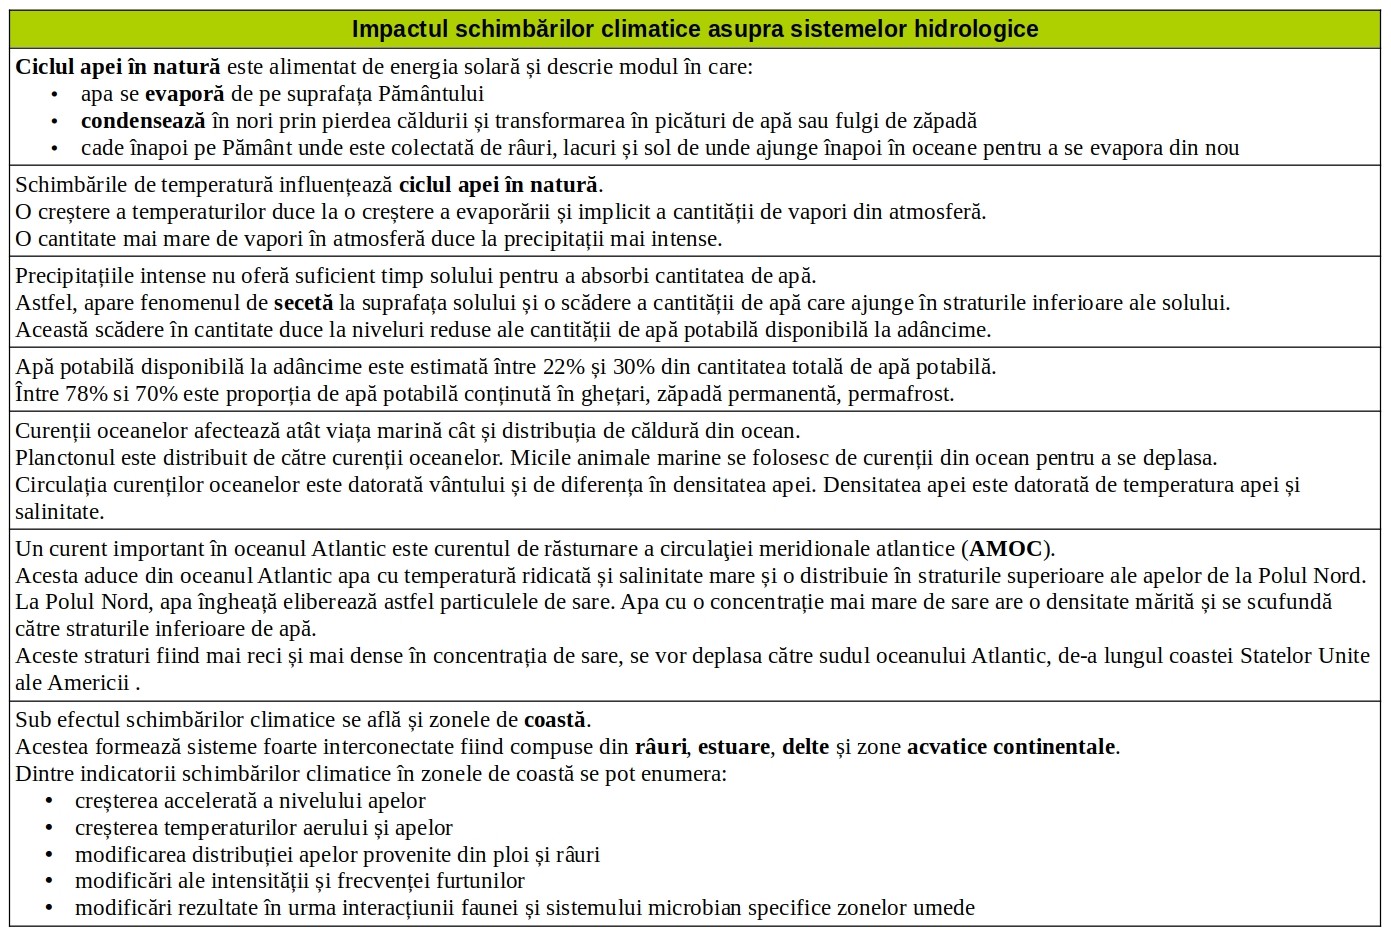 Impactul schimbărilor climatice asupra sistemelor hidrologice
Ciclul apei în natură este alimentat de energia solară și descrie modul în care:
• apa se evaporă de pe suprafața Pământului
• condensează în nori prin pierdea căldurii și transformarea în picături de apă sau fulgi de zăpadă
• cade înapoi pe Pământ unde este colectată de râuri, lacuri și sol de unde ajunge înapoi în oceane pentru a se evapora din nou
Schimbările de temperatură influențează ciclul apei în natură.
O creștere a temperaturilor duce la o creștere a evaporării și implicit a cantității de vapori din atmosferă.
O cantitate mai mare de vapori în atmosferă duce la precipitații mai intense.
Precipitațiile intense nu oferă suficient timp solului pentru a absorbi cantitatea de apă.
Astfel, apare fenomenul de secetă la suprafața solului și o scădere a cantității de apă care ajunge în straturile inferioare ale solului.
Această scădere în cantitate duce la niveluri reduse ale cantității de apă potabilă disponibilă la adâncime.
Apă potabilă disponibilă la adâncime este estimată între 22% și 30% din cantitatea totală de apă potabilă.
Între 78% si 70% este proporția de apă potabilă conținută în ghețari, zăpadă permanentă, permafrost.
Curenții oceanelor afectează atât viața marină cât și distribuția de căldură din ocean.
Planctonul este distribuit de către curenții oceanelor. Micile animale marine se folosesc de curenții din ocean pentru a se deplasa.
Circulația curenților oceanelor este datorată vântului și de diferența în densitatea apei. Densitatea apei este datorată de temperatura apei și
salinitate.
Un curent important în oceanul Atlantic este curentul de răsturnare a circulaţiei meridionale atlantice (AMOC).
Acesta aduce din oceanul Atlantic apa cu temperatură ridicată și salinitate mare și o distribuie în straturile superioare ale apelor de la Polul Nord.
La Polul Nord, apa îngheață eliberează astfel particulele de sare. Apa cu o concentrație mai mare de sare are o densitate mărită și se scufundă
către straturile inferioare de apă.
Aceste straturi fiind mai reci și mai dense în concentrația de sare, se vor deplasa către sudul oceanului Atlantic, de-a lungul coastei Statelor Unite
ale Americii .
Sub efectul schimbărilor climatice se află și zonele de coastă.
Acestea formează sisteme foarte interconectate fiind compuse din râuri, estuare, delte și zone acvatice continentale.
Dintre indicatorii schimbărilor climatice în zonele de coastă se pot enumera:
• creșterea accelerată a nivelului apelor
• creșterea temperaturilor aerului și apelor
• modificarea distribuției apelor provenite din ploi și râuri
• modificări ale intensității și frecvenței furtunilor
• modificări rezultate în urma interacțiunii faunei și sistemului microbian specifice zonelor umede